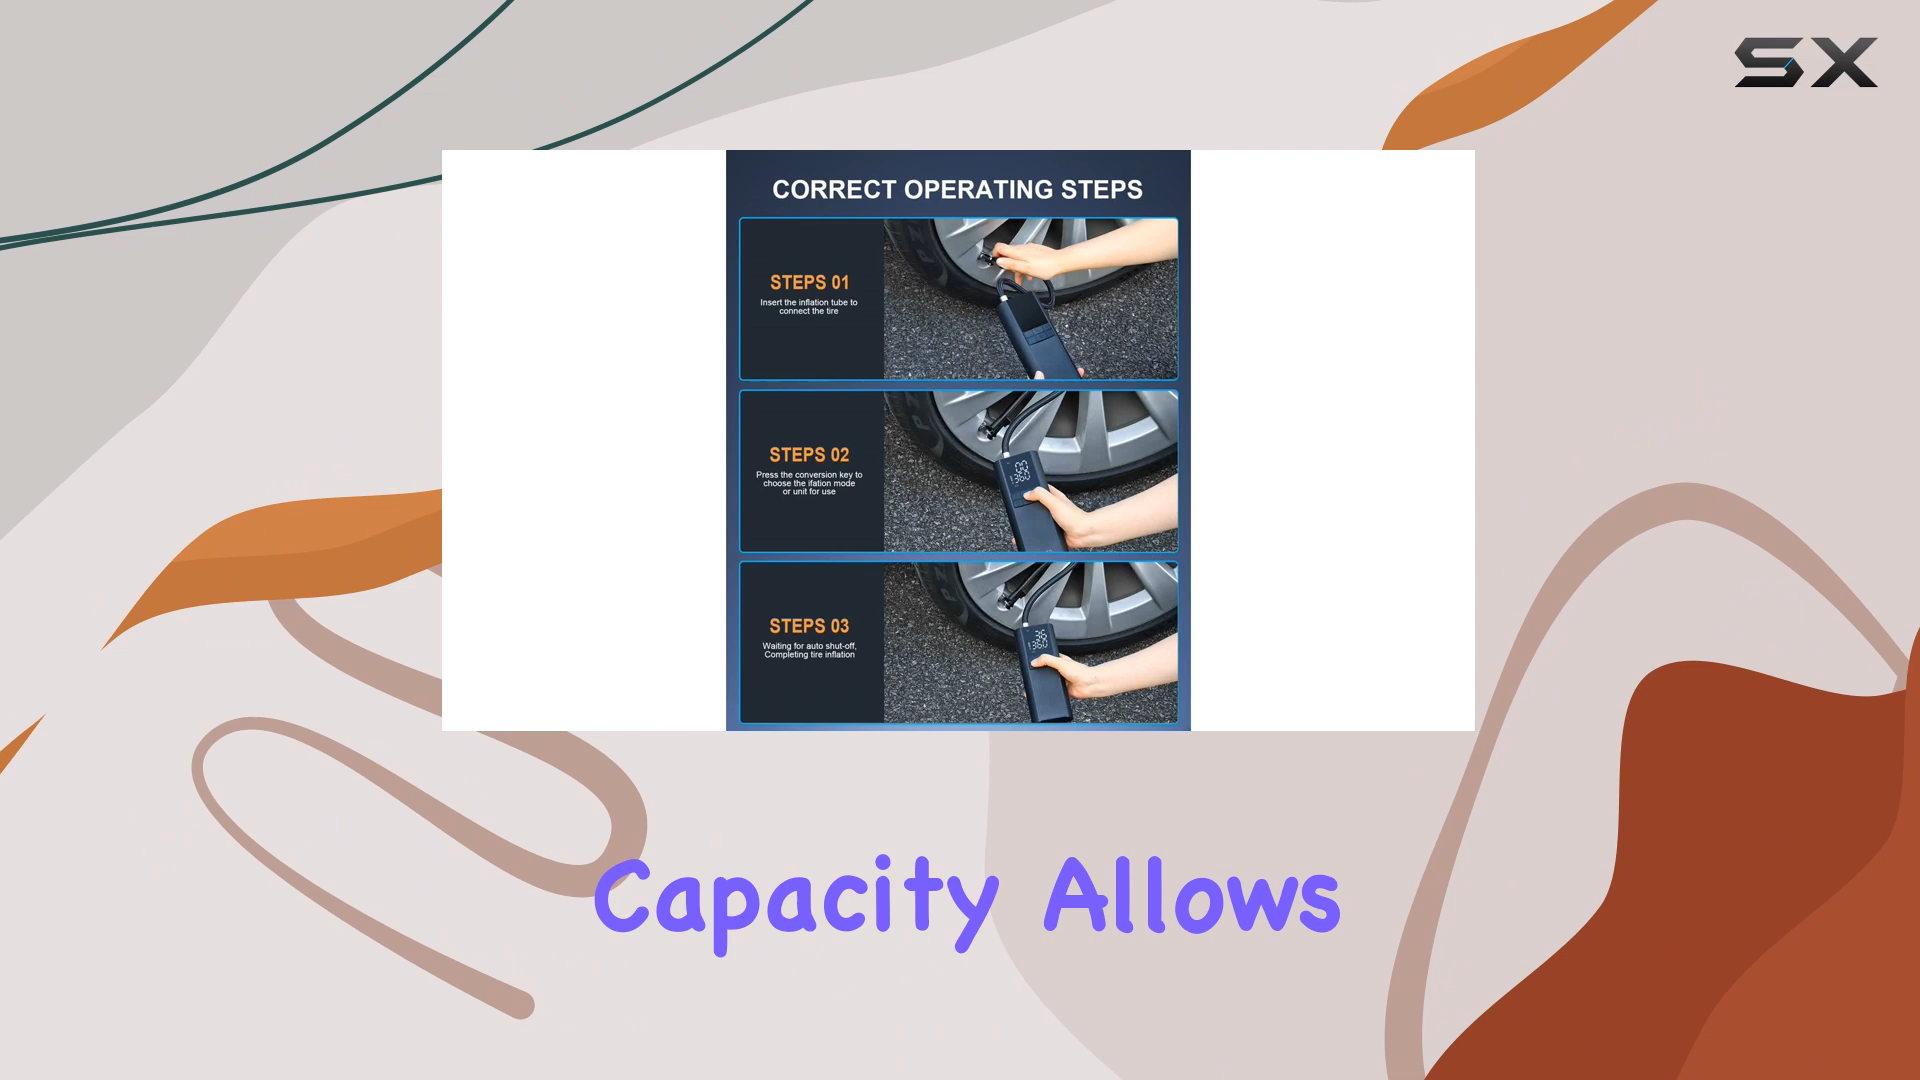 SX
CORRECT OPERATING STEPS
STEPS 01
Insert the inflation tube to
connect the tire
STEPS 02
Press the conversion key to
choose the ifation mode
or unit for use
STEPS 03
Waiting for auto shut-off,
Completing tire inflation
Capacity Allows